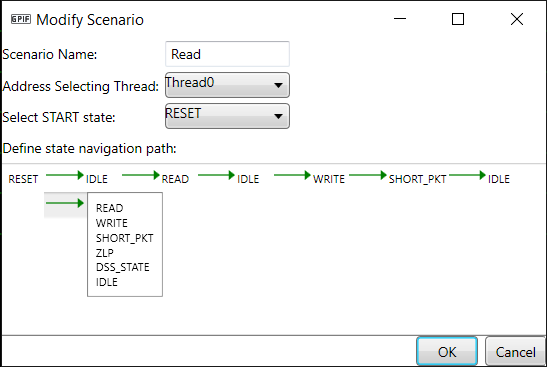 GPIF Modify Scenario
Scenario Name: Read
Address Selecting Thread: Thread0
Select START state: RESET
Define state navigation path:
RESET IDLE READ IDLE WRITE SHORT_PKT IDLE
READ
WRITE
SHORT_PKT
ZLP
DSS_STATE
IDLE
OK Cancel